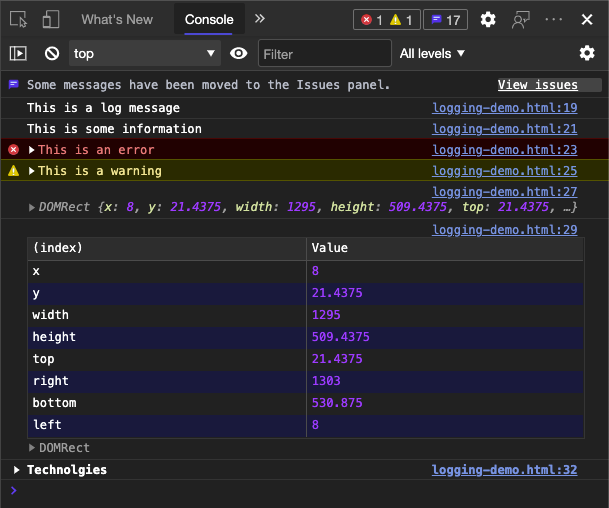 What's New Console » 1 1 17 ...
top Filter All levels
Some messages have been moved to the Issues panel. View issues
This is a log message logging-demo.html:19
This is some information logging-demo.html:21
This is an error logging-demo.html:23
This is a warning logging-demo.html:25
logging-demo.html:27
DOMRect {x: 8, y: 21.4375, width: 1295, height: 509.4375, top: 21.4375, …}
logging-demo.html:29
(index) Value
x 8
y 21.4375
width 1295
height 509.4375
top 21.4375
right 1303
bottom 530.875
left 8
DOMRect
Technolgies logging-demo.html:32